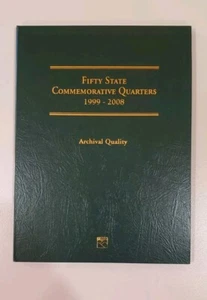 FIFTY STATE
COMMEMORATIVE QUARTERS
1999 - 2008
Archival Quality